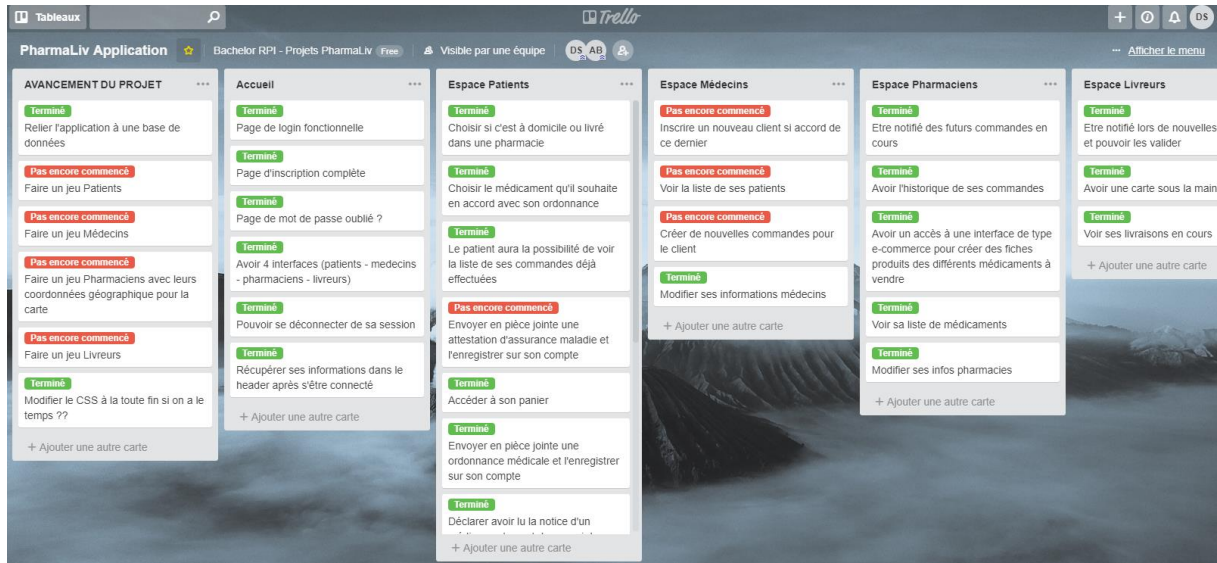 Tableaux
Trello
DS
PharmaLiv Application
Bachelor RPI - Projets PharmaLiv Free
Visible par une équipe
DS AB
... Afficher le menu
AVANCEMENT DU PROJET
Terminé
Relier l'application à une base de
données
Pas encore commencé
Faire un jeu Patients
Pas encore commencé
Faire un jeu Médecins
Pas encore commencé
Faire un jeu Pharmaciens avec leurs
coordonnées géographique pour la
carte
Pas encore commencé
Faire un jeu Livreurs
Terminé
Modifier le CSS à la toute fin si on a le
temps ??
+ Ajouter une autre carte
Accueil
Terminé
Page de login fonctionnelle
Terminé
Page d'inscription complète
Terminé
Page de mot de passe oublié ?
Terminé
Avoir 4 interfaces (patients - medecins
- pharmaciens - livreurs)
Terminé
Pouvoir se déconnecter de sa session
Terminé
Récupérer ses informations dans le
header après s'être connecté
+ Ajouter une autre carte
Espace Patients
Terminé
Choisir si c'est à domicile ou livré
dans une pharmacie
Terminé
Choisir le médicament qu'il souhaite
en accord avec son ordonnance
Terminé
Le patient aura la possibilité de voir
la liste de ses commandes déjà
effectuées
Pas encore commencé
Envoyer en pièce jointe une
attestation d'assurance maladie et
l'enregistrer sur son compte
Terminé
Accéder à son panier
Terminé
Envoyer en pièce jointe une
ordonnance médicale et l'enregistrer
sur son compte
Terminé
Déclarer avoir lu la notice d'un
+ Ajouter une autre carte
Espace Médecins
Pas encore commencé
Inscrire un nouveau client si accord de
ce dernier
Pas encore commencé
Voir la liste de ses patients
Pas encore commencé
Créer de nouvelles commandes pour
le client
Terminé
Modifier ses informations médecins
+ Ajouter une autre carte
Espace Pharmaciens
Terminé
Etre notifié des futurs commandes en
cours
Terminé
Avoir l'historique de ses commandes
Terminé
Avoir un accès à une interface de type
e-commerce pour créer des fiches
produits des différents médicaments à
vendre
Terminé
Voir sa liste de médicaments
Terminé
Modifier ses infos pharmacies
+ Ajouter une autre carte
Espace Livreurs
Terminé
Etre notifié lors de nouvelles
et pouvoir les valider
Terminé
Avoir une carte sous la main
Terminé
Voir ses livraisons en cours
+ Ajouter une autre carte